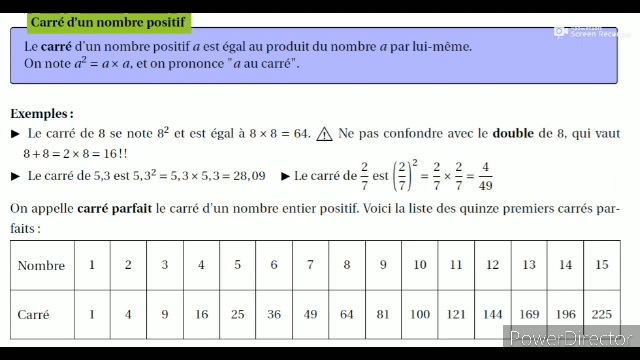 Carré d'un nombre positif
Screen Recorder
Le carré d'un nombre positif a est égal au produit du nombre a par lui-même.
On note a² = a × a, et on prononce "a au carré".
Exemples :
▶ Le carré de 8 se note 8² et est égal à 8 × 8 = 64. ⚠ Ne pas confondre avec le double de 8, qui vaut
8 + 8 = 2 × 8 = 16 !!
▶ Le carré de 5,3 est 5,3² = 5,3 × 5,3 = 28,09 ▶ Le carré de 2/7 est (2/7)² = 2/7 × 2/7 = 4/49
On appelle carré parfait le carré d'un nombre entier positif. Voici la liste des quinze premiers carrés par-
faits :
Nombre 1 2 3 4 5 6 7 8 9 10 11 12 13 14 15
Carré 1 4 9 16 25 36 49 64 81 100 121 144 169 196 225
PowerDirector